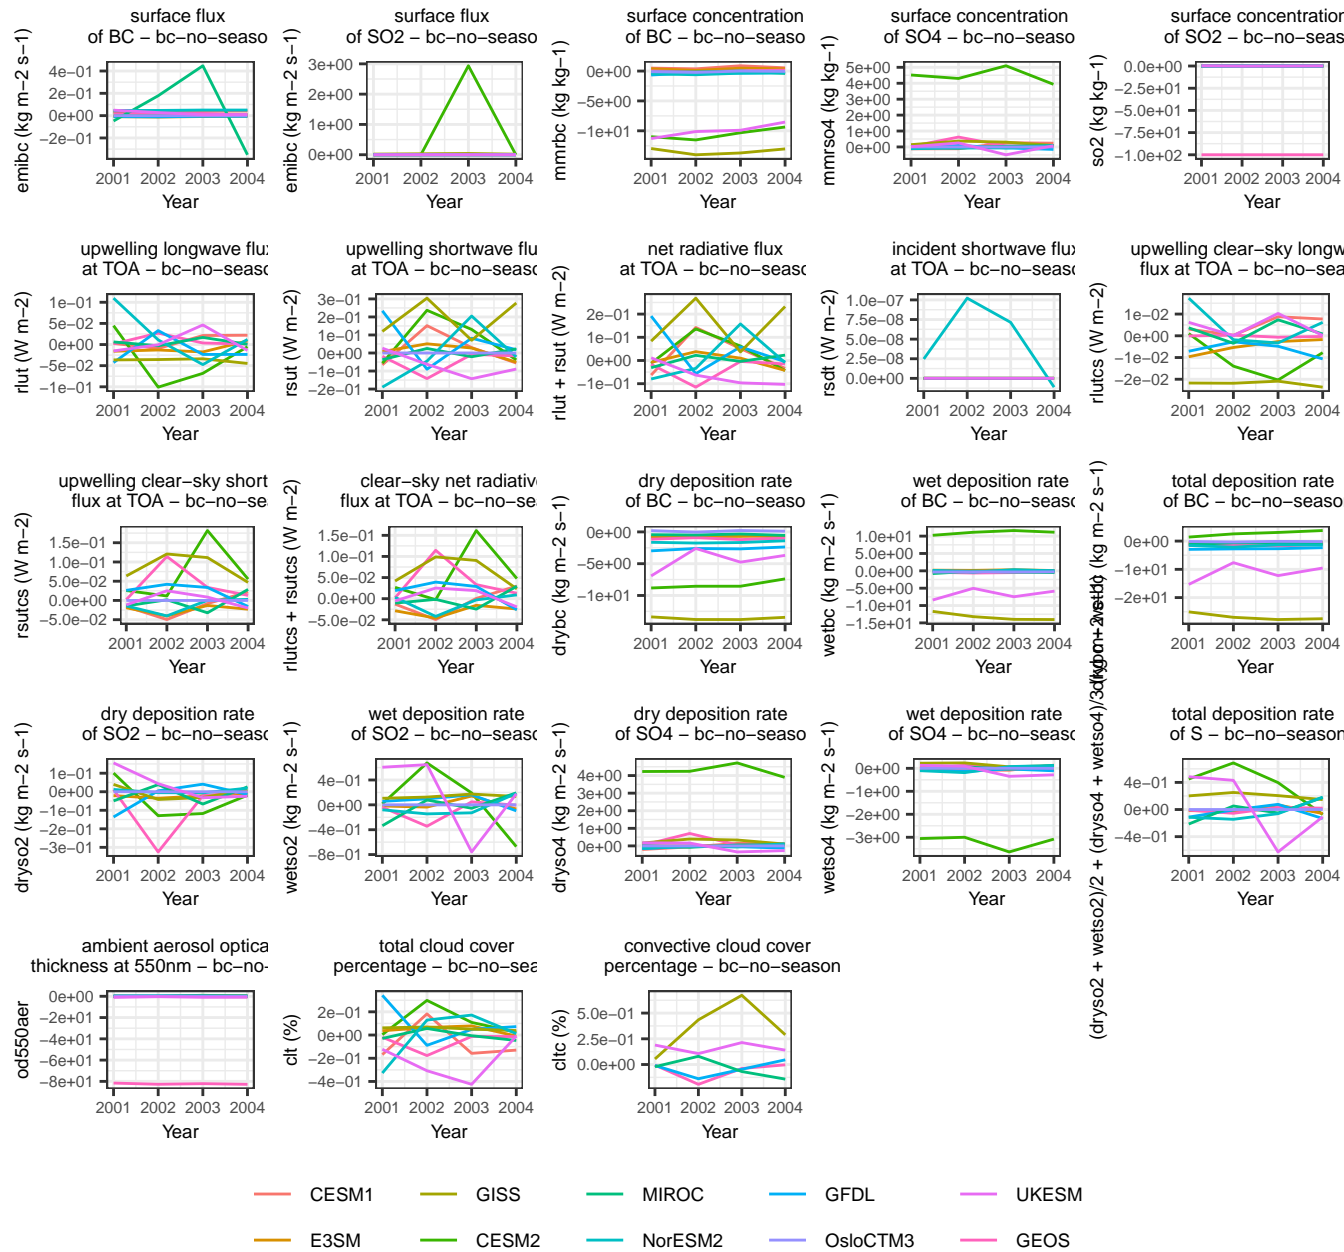 surface flux
of BC − bc−no−seaso
emibc (kg m−2 s−1)
4e−01
2e−01
0e+00
−2e−01
2001 2002 2003 2004
Year
surface flux
of SO2 − bc−no−seaso
emibc (kg m−2 s−1)
3e+00
2e+00
1e+00
0e+00
2001 2002 2003 2004
Year
surface concentration
of BC − bc−no−seaso
mmrbc (kg kg−1)
0e+00
−5e+00
−1e+01
2001 2002 2003 2004
Year
surface concentration
of SO4 − bc−no−seaso
mmrso4 (kg kg−1)
5e+00
4e+00
3e+00
2e+00
1e+00
0e+00
2001 2002 2003 2004
Year
surface concentration
of SO2 − bc−no−seas
so2 (kg kg−1)
0.0e+00
−2.5e+01
−5.0e+01
−7.5e+01
−1.0e+02
2001 2002 2003 2004
Year
upwelling longwave flux
at TOA − bc−no−seaso
rlut (W m−2)
1e−01
5e−02
0e+00
−5e−02
−1e−01
2001 2002 2003 2004
Year
upwelling shortwave flu
at TOA − bc−no−seaso
rsut (W m−2)
3e−01
2e−01
1e−01
0e+00
−1e−01
−2e−01
2001 2002 2003 2004
Year
net radiative flux
at TOA − bc−no−seaso
rlut + rsut (W m−2)
2e−01
1e−01
0e+00
−1e−01
2001 2002 2003 2004
Year
incident shortwave flux
at TOA − bc−no−seaso
rsdt (W m−2)
1.0e−07
7.5e−08
5.0e−08
2.5e−08
0.0e+00
2001 2002 2003 2004
Year
upwelling clear−sky longw
flux at TOA − bc−no−seas
rlutcs (W m−2)
1e−02
0e+00
−1e−02
−2e−02
2001 2002 2003 2004
Year
upwelling clear−sky short
flux at TOA − bc−no−sea
rsutcs (W m−2)
1.5e−01
1.0e−01
5.0e−02
0.0e+00
−5.0e−02
2001 2002 2003 2004
Year
clear−sky net radiative
flux at TOA − bc−no−se
rlutcs + rsutcs (W m−2)
1.5e−01
1.0e−01
5.0e−02
0.0e+00
−5.0e−02
2001 2002 2003 2004
Year
dry deposition rate
of BC − bc−no−seaso
drybc (kg m−2 s−1)
0e+00
−5e+00
−1e+01
2001 2002 2003 2004
Year
wet deposition rate
of BC − bc−no−seaso
wetbc (kg m−2 s−1)
1.0e+01
5.0e+00
0.0e+00
−5.0e+00
−1.0e+01
−1.5e+01
2001 2002 2003 2004
Year
total deposition rate
of BC − bc−no−seaso
drybc + wetbc (kg m−2 s−1)
0e+00
−1e+01
−2e+01
2001 2002 2003 2004
Year
dry deposition rate
of SO2 − bc−no−seaso
dryso2 (kg m−2 s−1)
1e−01
0e+00
−1e−01
−2e−01
−3e−01
2001 2002 2003 2004
Year
wet deposition rate
of SO2 − bc−no−seaso
wetso2 (kg m−2 s−1)
4e−01
0e+00
−4e−01
−8e−01
2001 2002 2003 2004
Year
dry deposition rate
of SO4 − bc−no−seaso
dryso4 (kg m−2 s−1)
4e+00
3e+00
2e+00
1e+00
0e+00
2001 2002 2003 2004
Year
wet deposition rate
of SO4 − bc−no−seaso
wetso4 (kg m−2 s−1)
0e+00
−1e+00
−2e+00
−3e+00
2001 2002 2003 2004
Year
total deposition rate
of S − bc−no−season
(dryso2 + wetso2)/2 + (dryso4 + wetso4)/3
4e−01
0e+00
−4e−01
2001 2002 2003 2004
Year
ambient aerosol optica
thickness at 550nm − bc−no−
od550aer
0e+00
−2e+01
−4e+01
−6e+01
−8e+01
2001 2002 2003 2004
Year
total cloud cover
percentage − bc−no−sea
clt (%)
2e−01
0e+00
−2e−01
−4e−01
2001 2002 2003 2004
Year
convective cloud cover
percentage − bc−no−season
cltc (%)
5.0e−01
2.5e−01
0.0e+00
2001 2002 2003 2004
Year
CESM1 GISS MIROC GFDL UKESM
E3SM CESM2 NorESM2 OsloCTM3 GEOS